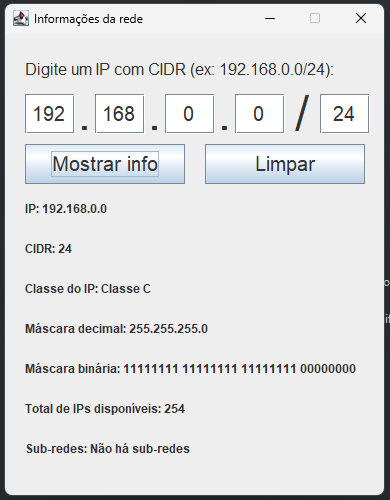 Informações da rede
Digite um IP com CIDR (ex: 192.168.0.0/24):
192 . 168 . 0 . 0 / 24
Mostrar info Limpar
IP: 192.168.0.0
CIDR: 24
Classe do IP: Classe C
Máscara decimal: 255.255.255.0
Máscara binária: 11111111 11111111 11111111 00000000
Total de IPs disponíveis: 254
Sub-redes: Não há sub-redes